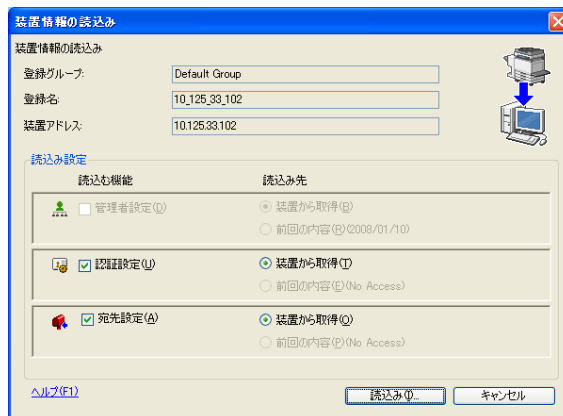 装置情報の読込み
装置情報の読込み
登録グループ: Default Group
登録名: 10_125_33_102
装置アドレス: 10.125.33.102
読込み設定
読込む機能 読込み先
管理者設定(D) 装置から取得(B)
前回の内容(R)(2008/01/10)
認証設定(U) 装置から取得(T)
前回の内容(E)(No Access)
宛先設定(A) 装置から取得(O)
前回の内容(P)(No Access)
ヘルプ(F1) 読込み(I)... キャンセル